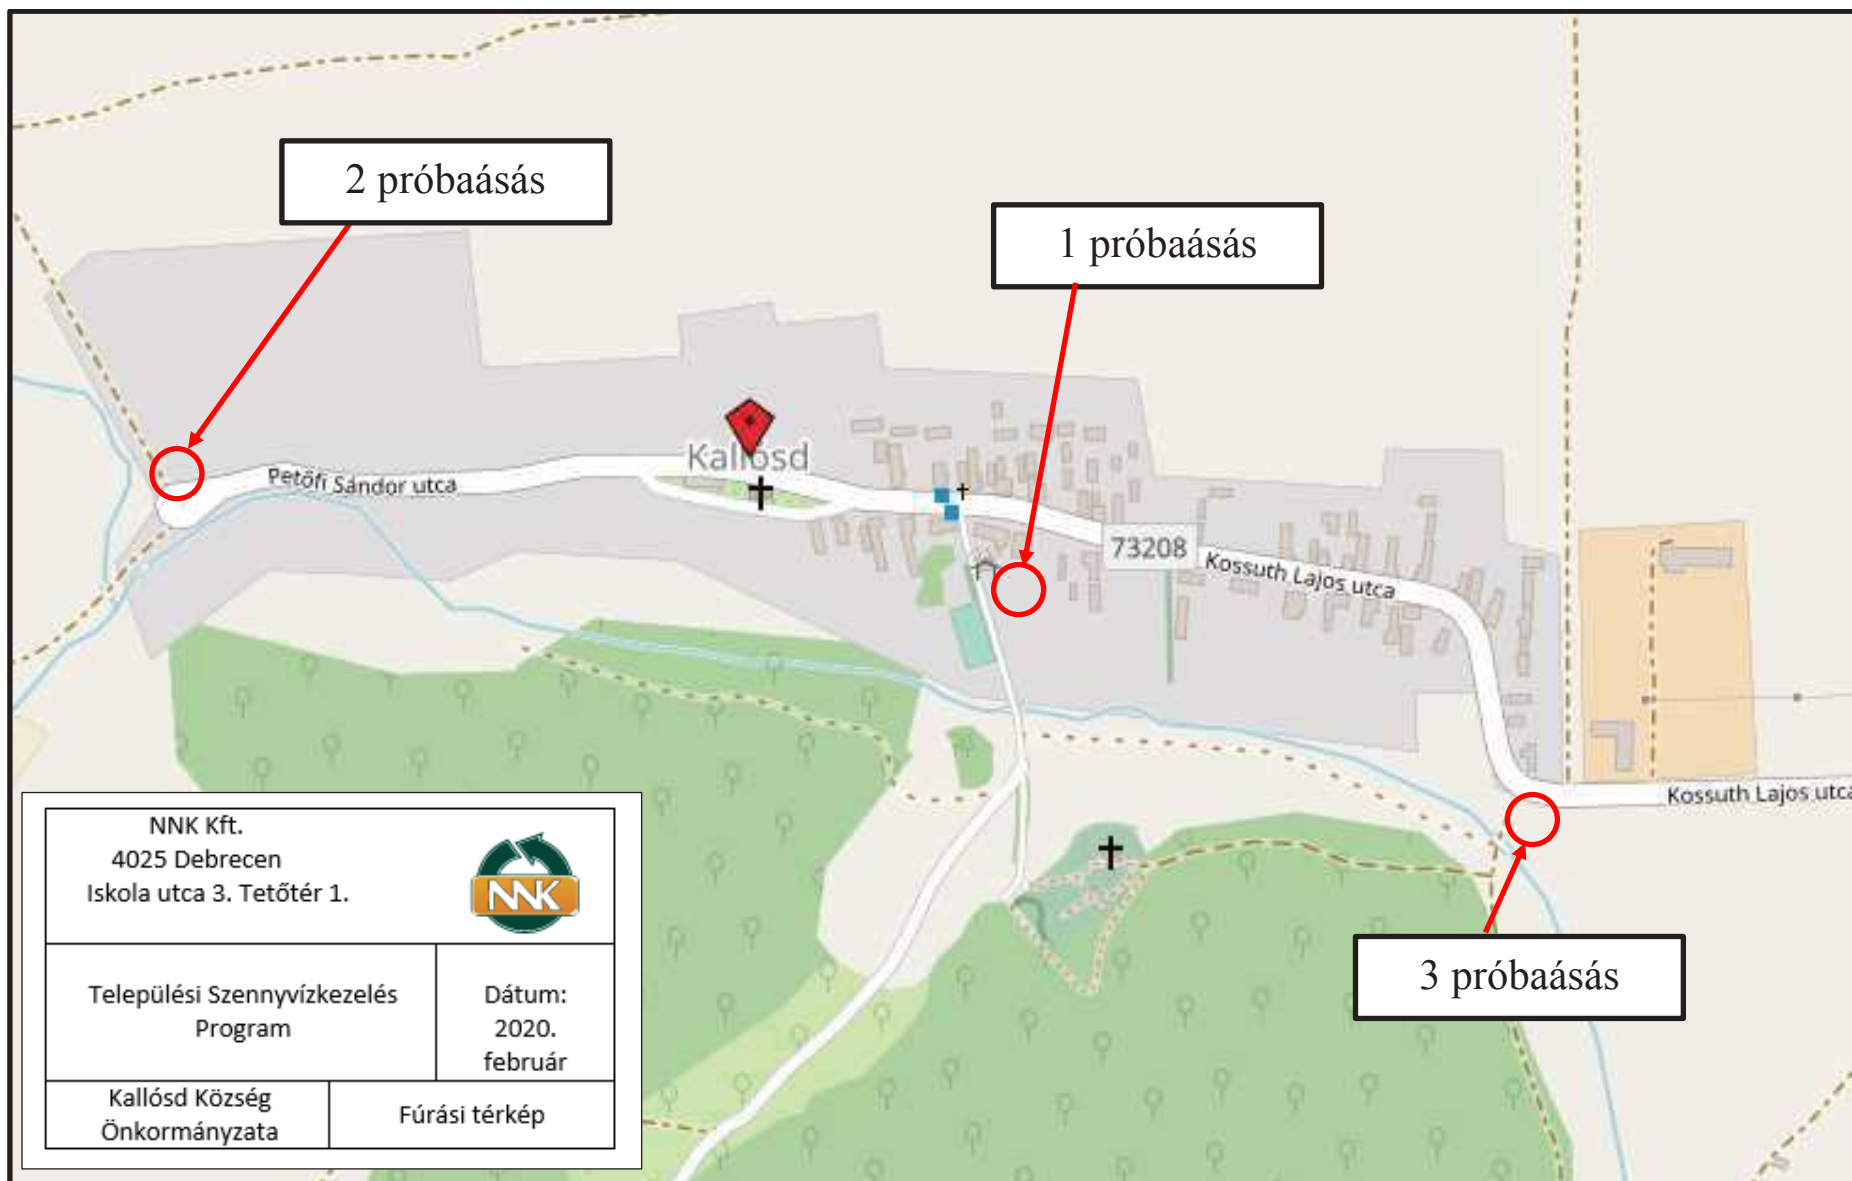 2 próbaásás
1 próbaásás
Kallósd
Petőfi Sándor utca
73208
Kossuth Lajos utca
Kossuth Lajos utca
3 próbaásás
NNK Kft.
4025 Debrecen
Iskola utca 3. Tetőtér 1.
NNK
Települési Szennyvízkezelés
Program
Dátum:
2020.
február
Kallósd Község
Önkormányzata
Fúrási térkép